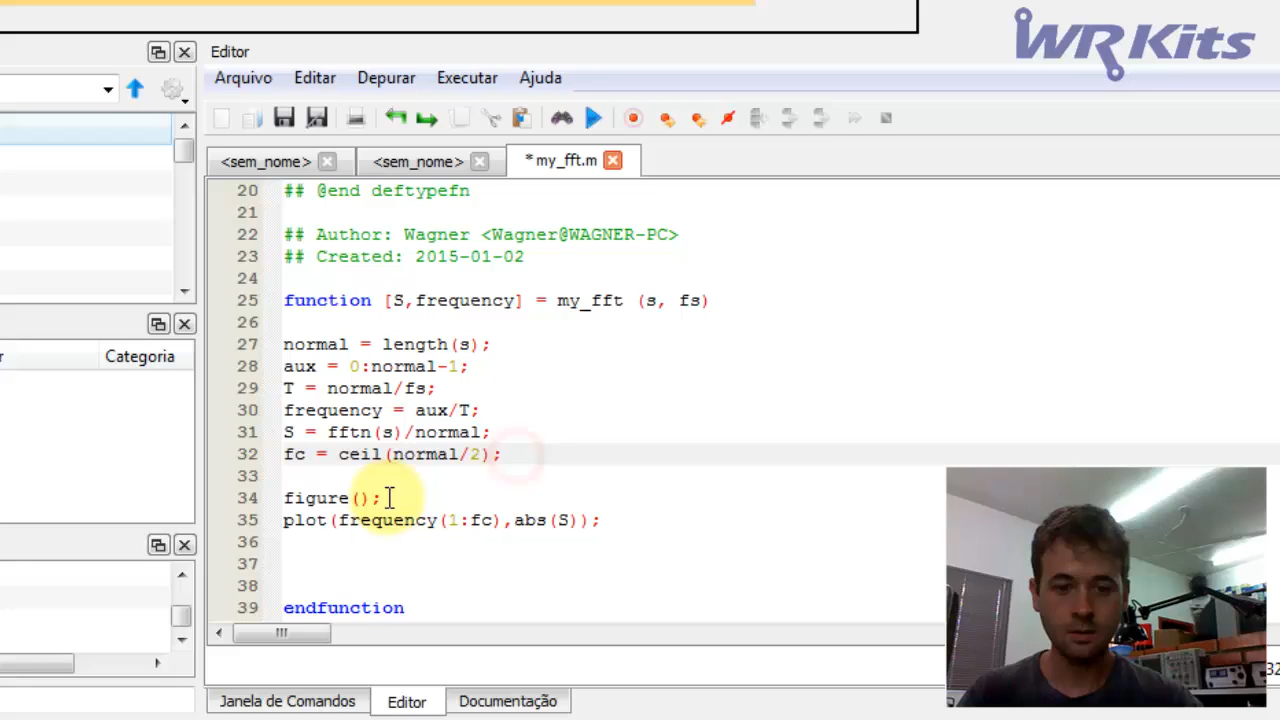 WR Kits
Editor
Arquivo Editar Depurar Executar Ajuda
<sem_nome> <sem_nome> * my_fft.m
20 ## @end deftypefn
21
22 ## Author: Wagner <Wagner@WAGNER-PC>
23 ## Created: 2015-01-02
24
25 function [S,frequency] = my_fft (s, fs)
26
27 normal = length(s);
28 aux = 0:normal-1;
29 T = normal/fs;
30 frequency = aux/T;
31 S = fftn(s)/normal;
32 fc = ceil(normal/2);
33
34 figure();
35 plot(frequency(1:fc),abs(S));
36
37
38
39 endfunction
Categoria
32
Janela de Comandos Editor Documentação